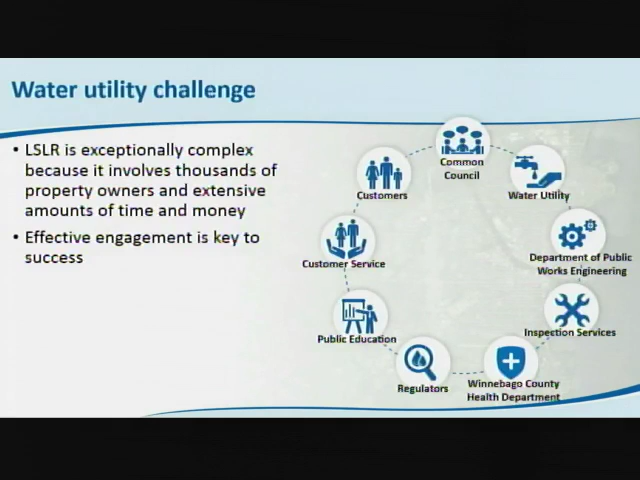 Water utility challenge
• LSLR is exceptionally complex
because it involves thousands of
property owners and extensive
amounts of time and money
• Effective engagement is key to
success
Common
Council
Water Utility
Department of Public
Works Engineering
Inspection Services
Winnebago County
Health Department
Regulators
Public Education
Customer Service
Customers